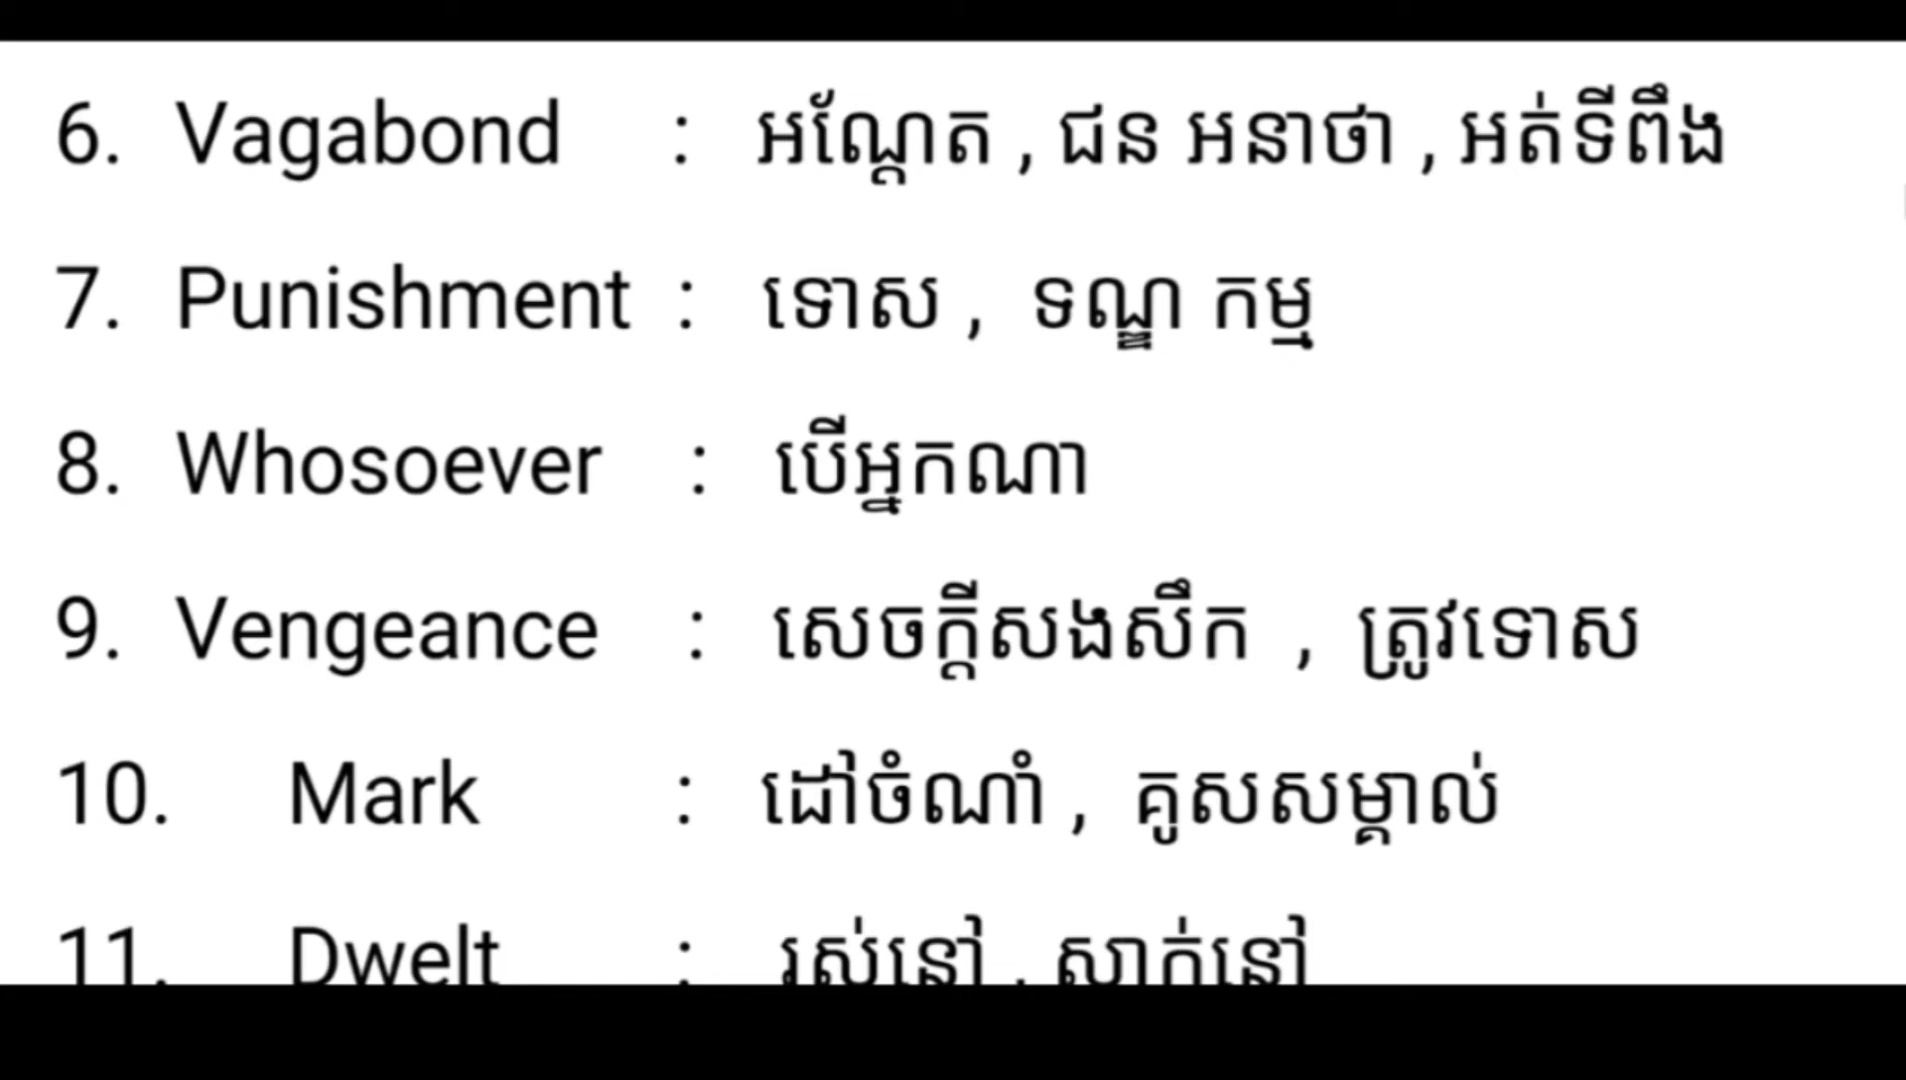 6. Vagabond : អណ្ដែត , ជន អនាថា , អត់ទីពឹង
7. Punishment : ទោស , ទណ្ឌ កម្ម
8. Whosoever : បើអ្នកណា
9. Vengeance : សេចក្ដីសងសឹក , ត្រូវទោស
10. Mark : ដៅចំណាំ , គូសសម្គាល់
11. Dwelt : រស់នៅ , ស្នាក់នៅ